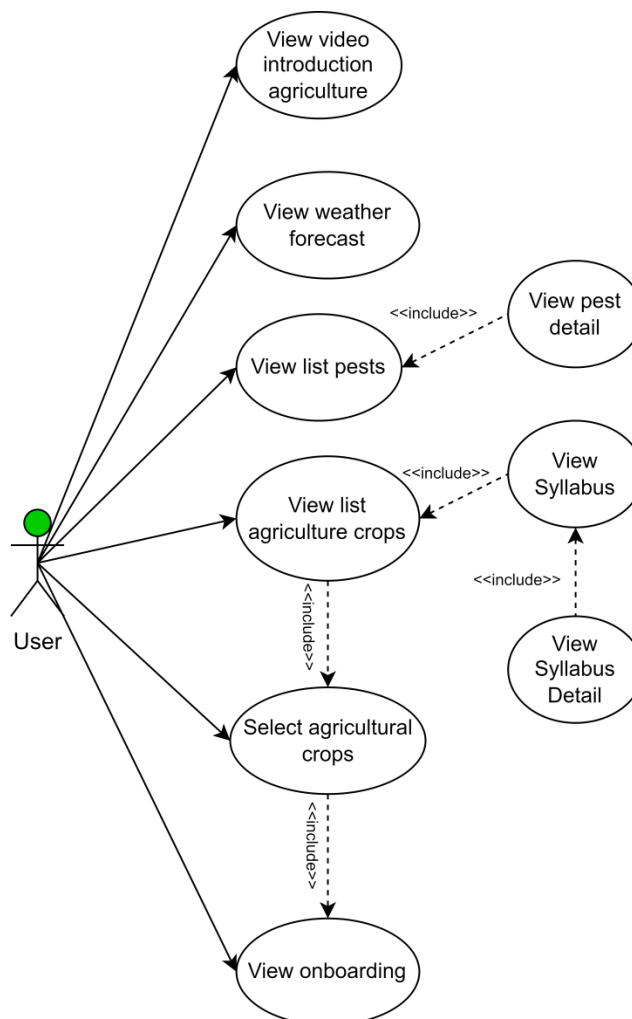 View video
introduction
agriculture
View weather
forecast
<<include>>
View pest
detail
View list pests
<<include>>
View
Syllabus
View list
agriculture crops
<<include>>
<<include>>
User
View
Syllabus
Detail
Select agricultural
crops
<<include>>
View onboarding